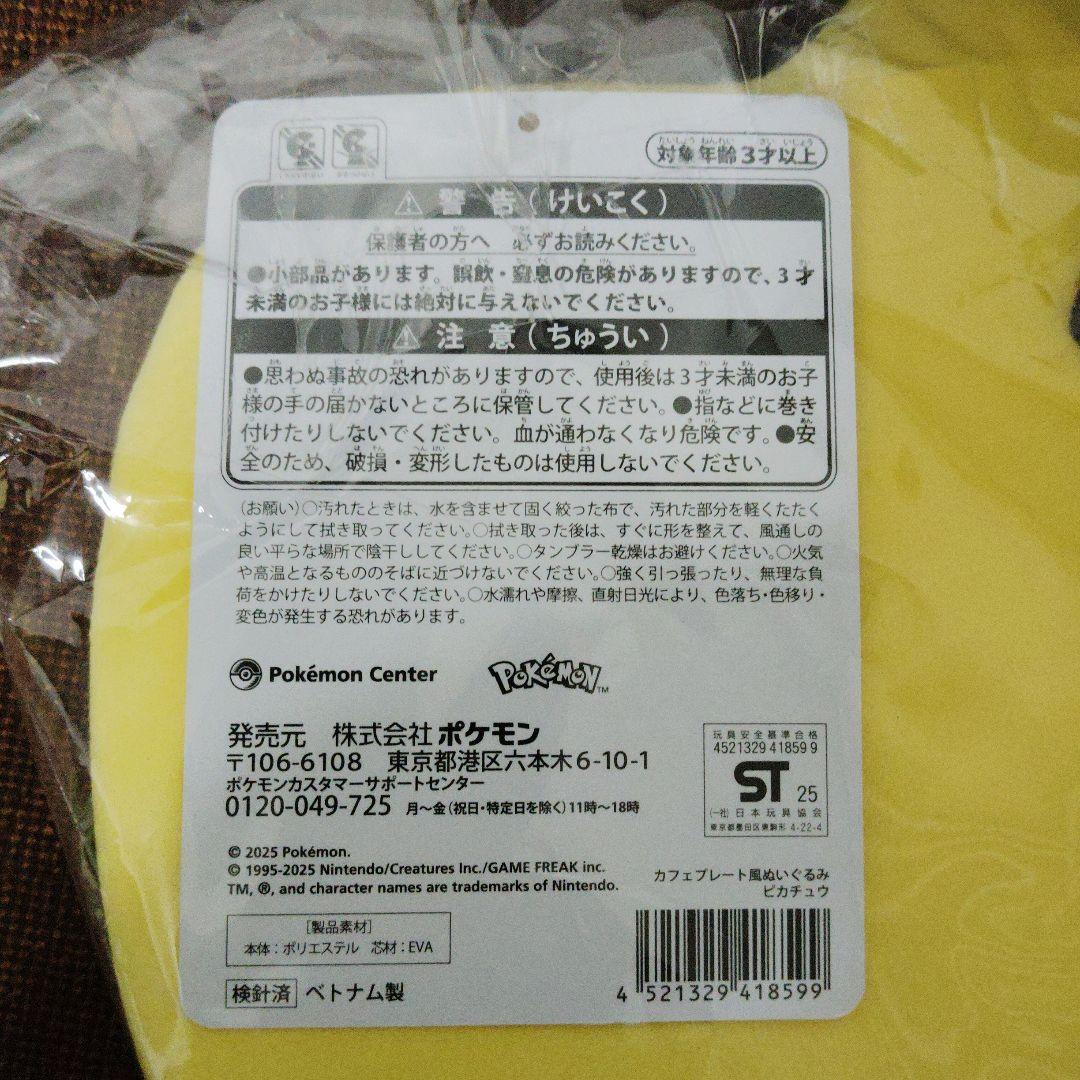 対象年齢3才以上
警告(けいこく)
保護者の方へ 必ずお読みください。
●小部品があります。誤飲・窒息の危険がありますので、3才
未満のお子様には絶対に与えないでください。
注意(ちゅうい)
●思わぬ事故の恐れがありますので、使用後は3才未満のお子
様の手の届かないところに保管してください。●指などに巻き
付けたりしないでください。血が通わなくなり危険です。●安
全のため、破損・変形したものは使用しないでください。
(お願い)○汚れたときは、水を含ませて固く絞った布で、汚れた部分を軽くたたく
ようにして拭き取ってください。○拭き取った後は、すぐに形を整えて、風通しの
良い平らな場所で陰干ししてください。○タンブラー乾燥はお避けください。○火気
や高温となるもののそばに近づけないでください。○強く引っ張ったり、無理な負
荷をかけたりしないでください。○水濡れや摩擦、直射日光により、色落ち・色移り・
変色が発生する恐れがあります。
Pokémon Center
POKéMON™
発売元 株式会社ポケモン
〒106-6108 東京都港区六本木6-10-1
ポケモンカスタマーサポートセンター
0120-049-725 月～金(祝日・特定日を除く)11時～18時
玩具安全基準合格
4521329 41859 9
ST 25
(一社)日本玩具協会
東京都墨田区東駒形 4-22-4
© 2025 Pokémon.
© 1995-2025 Nintendo/Creatures Inc./GAME FREAK inc.
TM, ®, and character names are trademarks of Nintendo.
カフェプレート風ぬいぐるみ
ピカチュウ
[製品素材]
本体：ポリエステル 芯材：EVA
検針済 ベトナム製
4 521329 418599